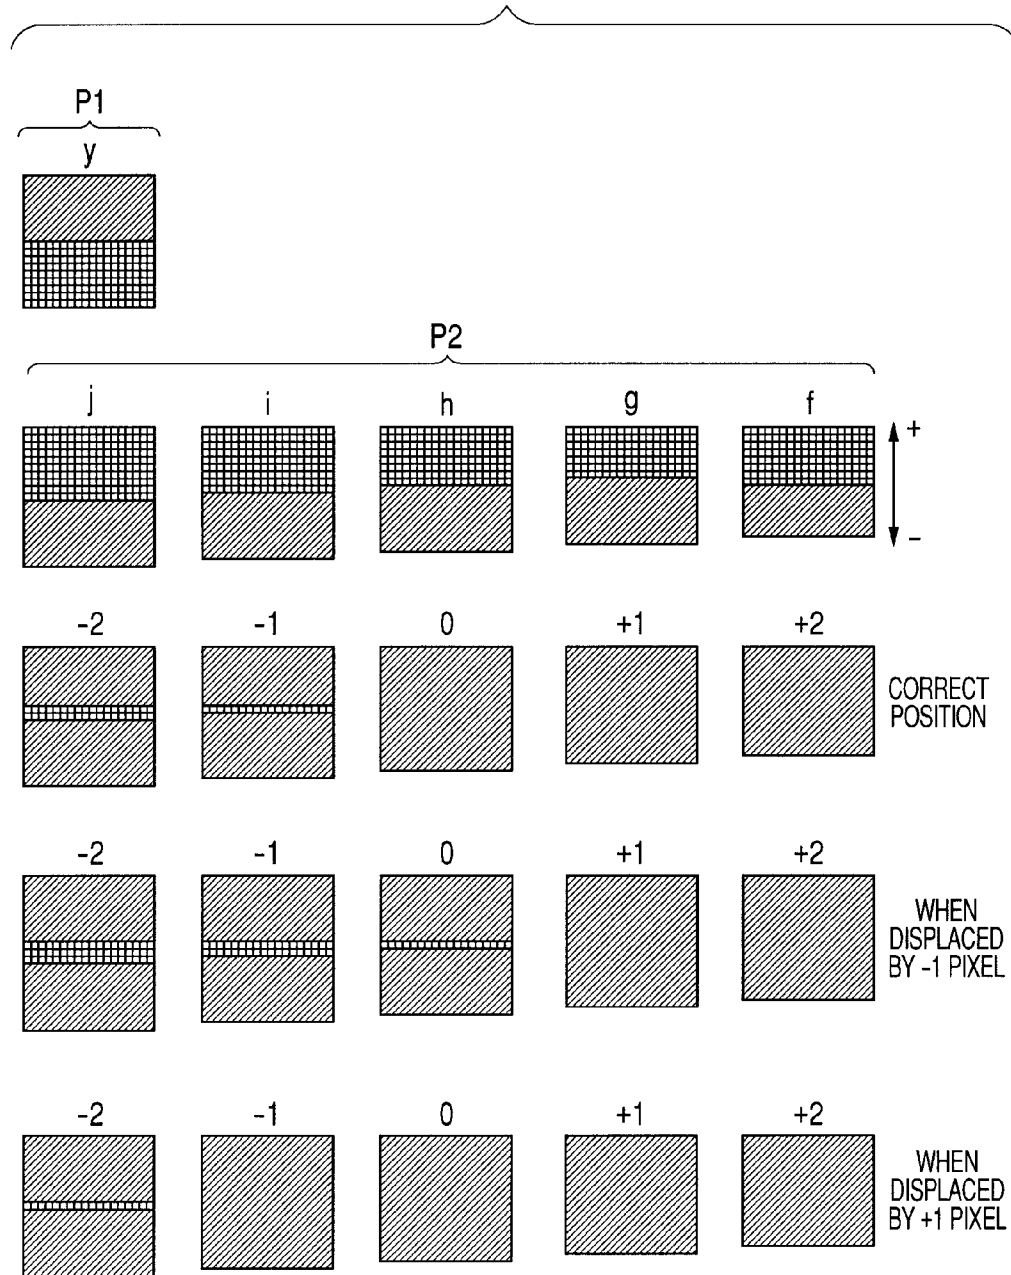 P1
y
P2
j i h g f
+
-
-2 -1 0 +1 +2
CORRECT
POSITION
-2 -1 0 +1 +2
WHEN
DISPLACED
BY -1 PIXEL
-2 -1 0 +1 +2
WHEN
DISPLACED
BY +1 PIXEL